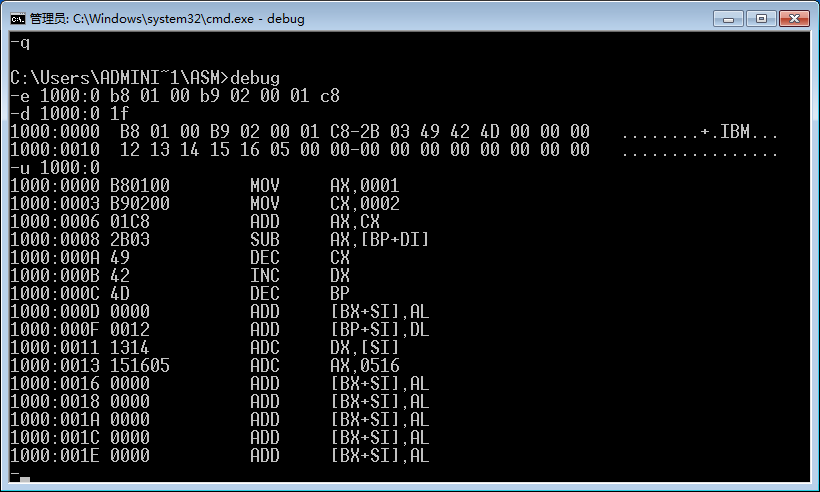 管理员: C:\Windows\system32\cmd.exe - debug
-q
C:\Users\ADMINI~1\ASM>debug
-e 1000:0 b8 01 00 b9 02 00 01 c8
-d 1000:0 1f
1000:0000  B8 01 00 B9 02 00 01 C8-2B 03 49 42 4D 00 00 00   ........+.IBM...
1000:0010  12 13 14 15 16 05 00 00-00 00 00 00 00 00 00 00   ................
-u 1000:0
1000:0000 B80100        MOV     AX,0001
1000:0003 B90200        MOV     CX,0002
1000:0006 01C8          ADD     AX,CX
1000:0008 2B03          SUB     AX,[BP+DI]
1000:000A 49            DEC     CX
1000:000B 42            INC     DX
1000:000C 4D            DEC     BP
1000:000D 0000          ADD     [BX+SI],AL
1000:000F 0012          ADD     [BP+SI],DL
1000:0011 1314          ADC     DX,[SI]
1000:0013 151605        ADC     AX,0516
1000:0016 0000          ADD     [BX+SI],AL
1000:0018 0000          ADD     [BX+SI],AL
1000:001A 0000          ADD     [BX+SI],AL
1000:001C 0000          ADD     [BX+SI],AL
1000:001E 0000          ADD     [BX+SI],AL
-_